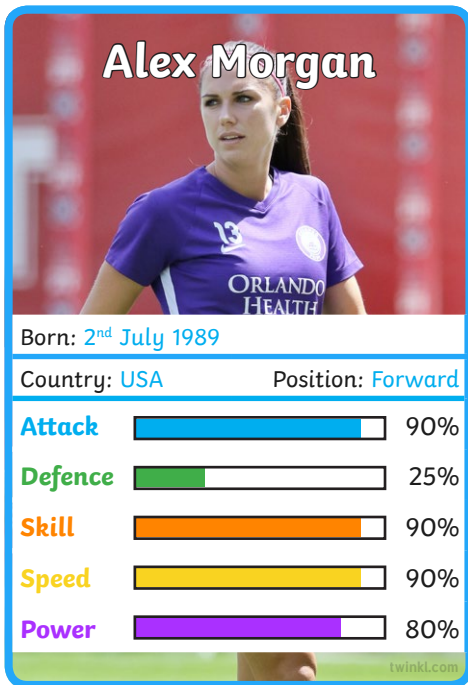 Alex Morgan
13
ORLANDO
HEALTH
Born: 2nd July 1989
Country: USA Position: Forward
Attack 90%
Defence 25%
Skill 90%
Speed 90%
Power 80%
twinkl.com